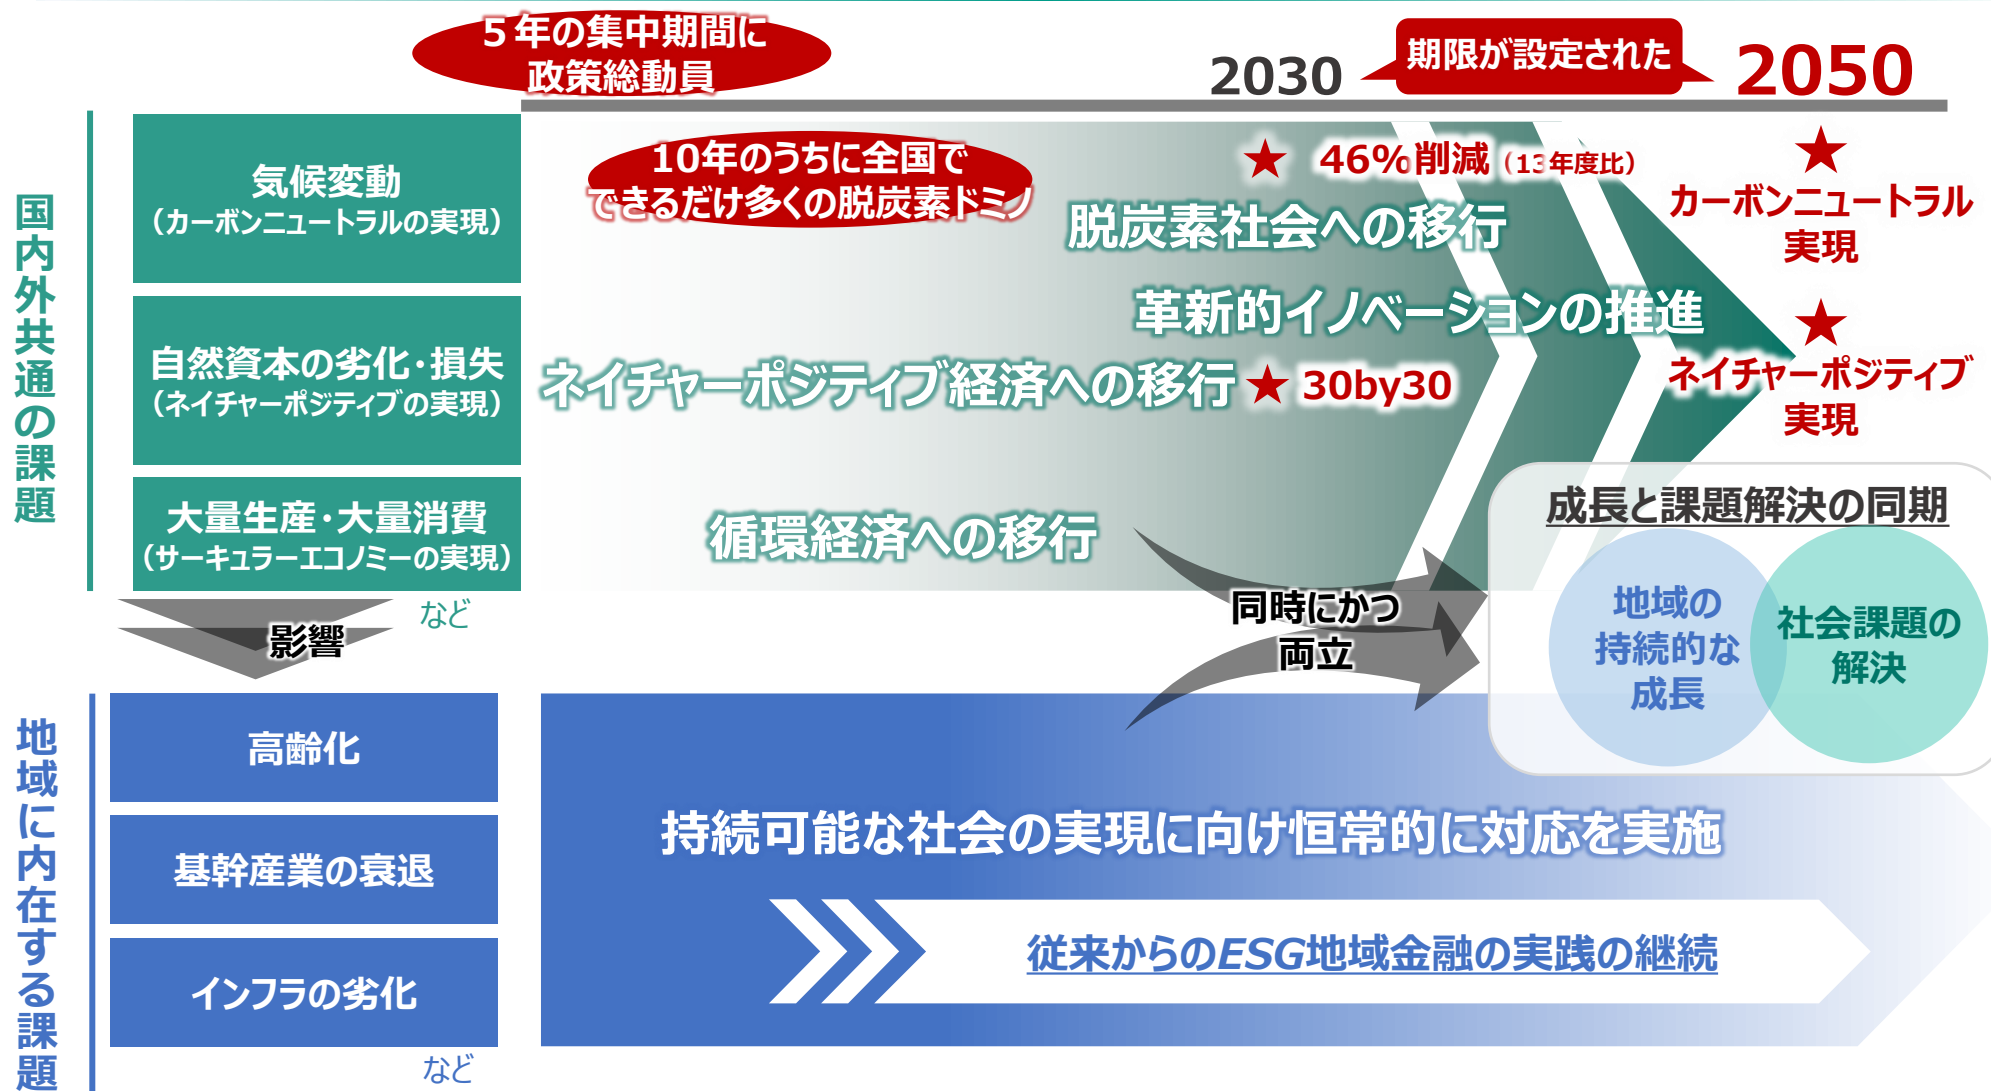 5年の集中期間に
政策総動員
2030
期限が設定された
2050
国内外共通の課題
気候変動
（カーボンニュートラルの実現）
10年のうちに全国で
できるだけ多くの脱炭素ドミノ
★ 46%削減（13年度比）
脱炭素社会への移行
★
カーボンニュートラル
実現
革新的イノベーションの推進
自然資本の劣化・損失
（ネイチャーポジティブの実現）
ネイチャーポジティブ経済への移行 ★ 30by30
★
ネイチャーポジティブ
実現
大量生産・大量消費
（サーキュラーエコノミーの実現）
循環経済への移行
など
影響
同時にかつ
両立
成長と課題解決の同期
地域の
持続的な
成長
社会課題の
解決
地域に内在する課題
高齢化
基幹産業の衰退
インフラの劣化
など
持続可能な社会の実現に向け恒常的に対応を実施
従来からのESG地域金融の実践の継続